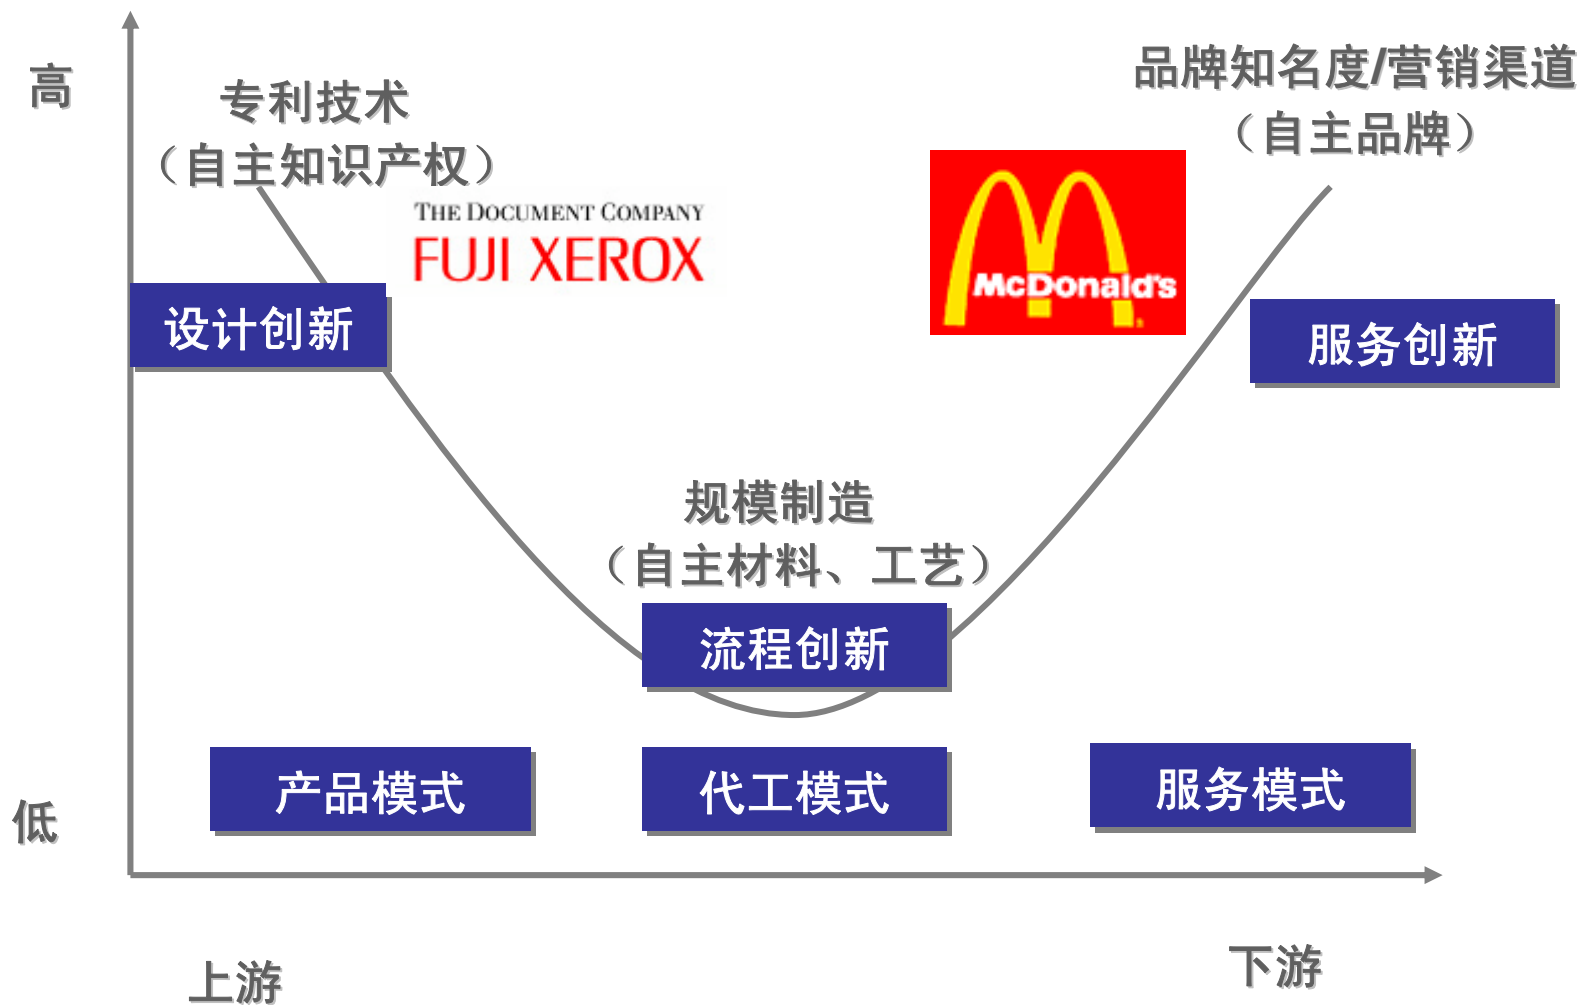 高
专利技术
（自主知识产权）
品牌知名度/营销渠道
（自主品牌）
THE DOCUMENT COMPANY
FUJI XEROX
McDonald's
设计创新
服务创新
规模制造
（自主材料、工艺）
流程创新
产品模式
代工模式
服务模式
低
上游
下游